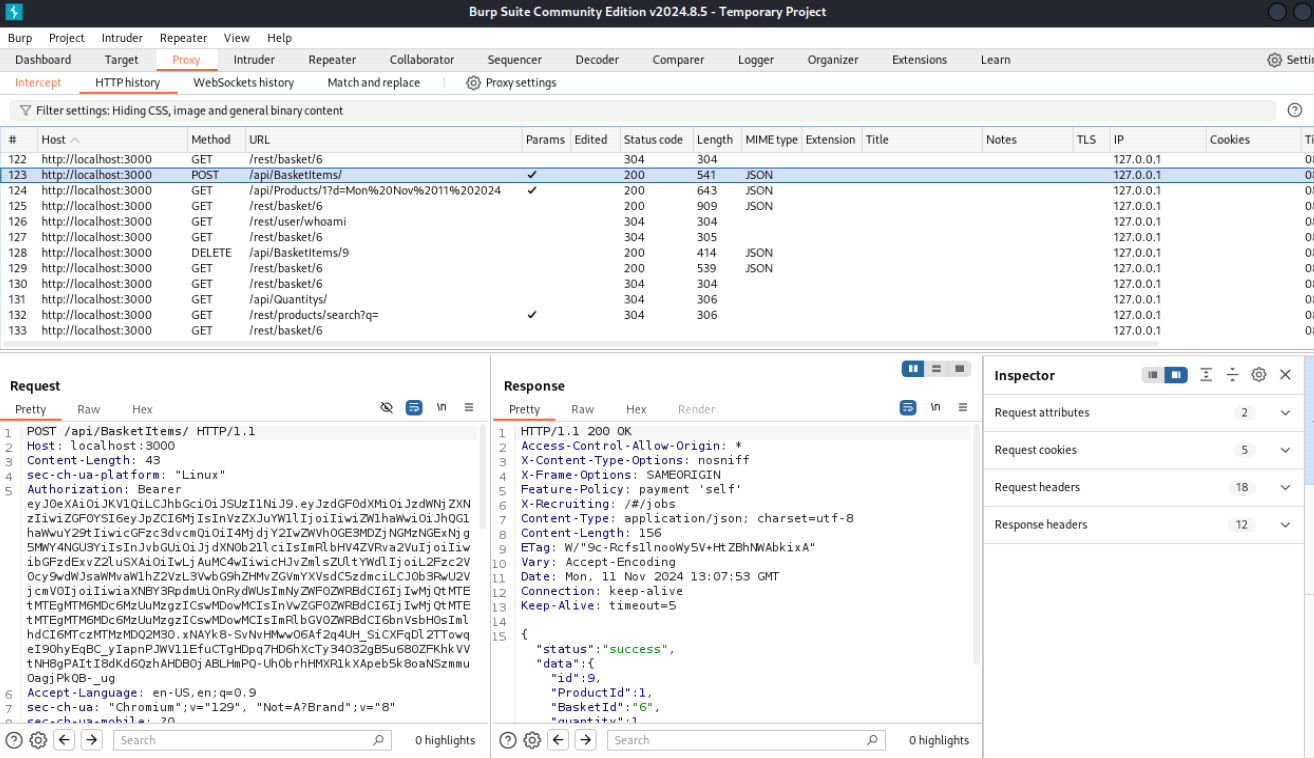 Burp Suite Community Edition v2024.8.5 - Temporary Project
Burp Project Intruder Repeater View Help
Dashboard Target Proxy Intruder Repeater Collaborator Sequencer Decoder Comparer Logger Organizer Extensions Learn
Intercept HTTP history WebSockets history Match and replace Proxy settings
Filter settings: Hiding CSS, image and general binary content
# Host Method URL Params Edited Status code Length MIME type Extension Title Notes TLS IP Cookies
122 http://localhost:3000 GET /rest/basket/6 304 304 127.0.0.1
123 http://localhost:3000 POST /api/BasketItems/ ✓ 200 541 JSON 127.0.0.1
124 http://localhost:3000 GET /api/Products/1?d=Mon%20Nov%2011%202024 ✓ 200 643 JSON 127.0.0.1
125 http://localhost:3000 GET /rest/basket/6 200 909 JSON 127.0.0.1
126 http://localhost:3000 GET /rest/user/whoami 304 304 127.0.0.1
127 http://localhost:3000 GET /rest/basket/6 304 305 127.0.0.1
128 http://localhost:3000 DELETE /api/BasketItems/9 200 414 JSON 127.0.0.1
129 http://localhost:3000 GET /rest/basket/6 200 539 JSON 127.0.0.1
130 http://localhost:3000 GET /rest/basket/6 304 304 127.0.0.1
131 http://localhost:3000 GET /api/Quantitys/ 304 306 127.0.0.1
132 http://localhost:3000 GET /rest/products/search?q= ✓ 304 306 127.0.0.1
133 http://localhost:3000 GET /rest/basket/6 127.0.0.1
Request
Pretty Raw Hex \n
1 POST /api/BasketItems/ HTTP/1.1
2 Host: localhost:3000
3 Content-Length: 43
4 sec-ch-ua-platform: "Linux"
5 Authorization: Bearer
6 Accept-Language: en-US,en;q=0.9
7 sec-ch-ua: "Chromium";v="129", "Not=A?Brand";v="8"
sec-ch-ua-mobile: ?0
Search 0 highlights
Response
Pretty Raw Hex Render \n
1 HTTP/1.1 200 OK
2 Access-Control-Allow-Origin: *
3 X-Content-Type-Options: nosniff
4 X-Frame-Options: SAMEORIGIN
5 Feature-Policy: payment 'self'
6 X-Recruiting: /#/jobs
7 Content-Type: application/json; charset=utf-8
8 Content-Length: 156
9 ETag:
10 Vary: Accept-Encoding
11 Date: Mon, 11 Nov 2024 13:07:53 GMT
12 Connection: keep-alive
13 Keep-Alive: timeout=5
14
15 {
"status":"success",
"data":{
"id":9,
"ProductId":1,
"BasketId":"6",
"quantity":1
Search 0 highlights
Inspector
Request attributes 2
Request cookies 5
Request headers 18
Response headers 12